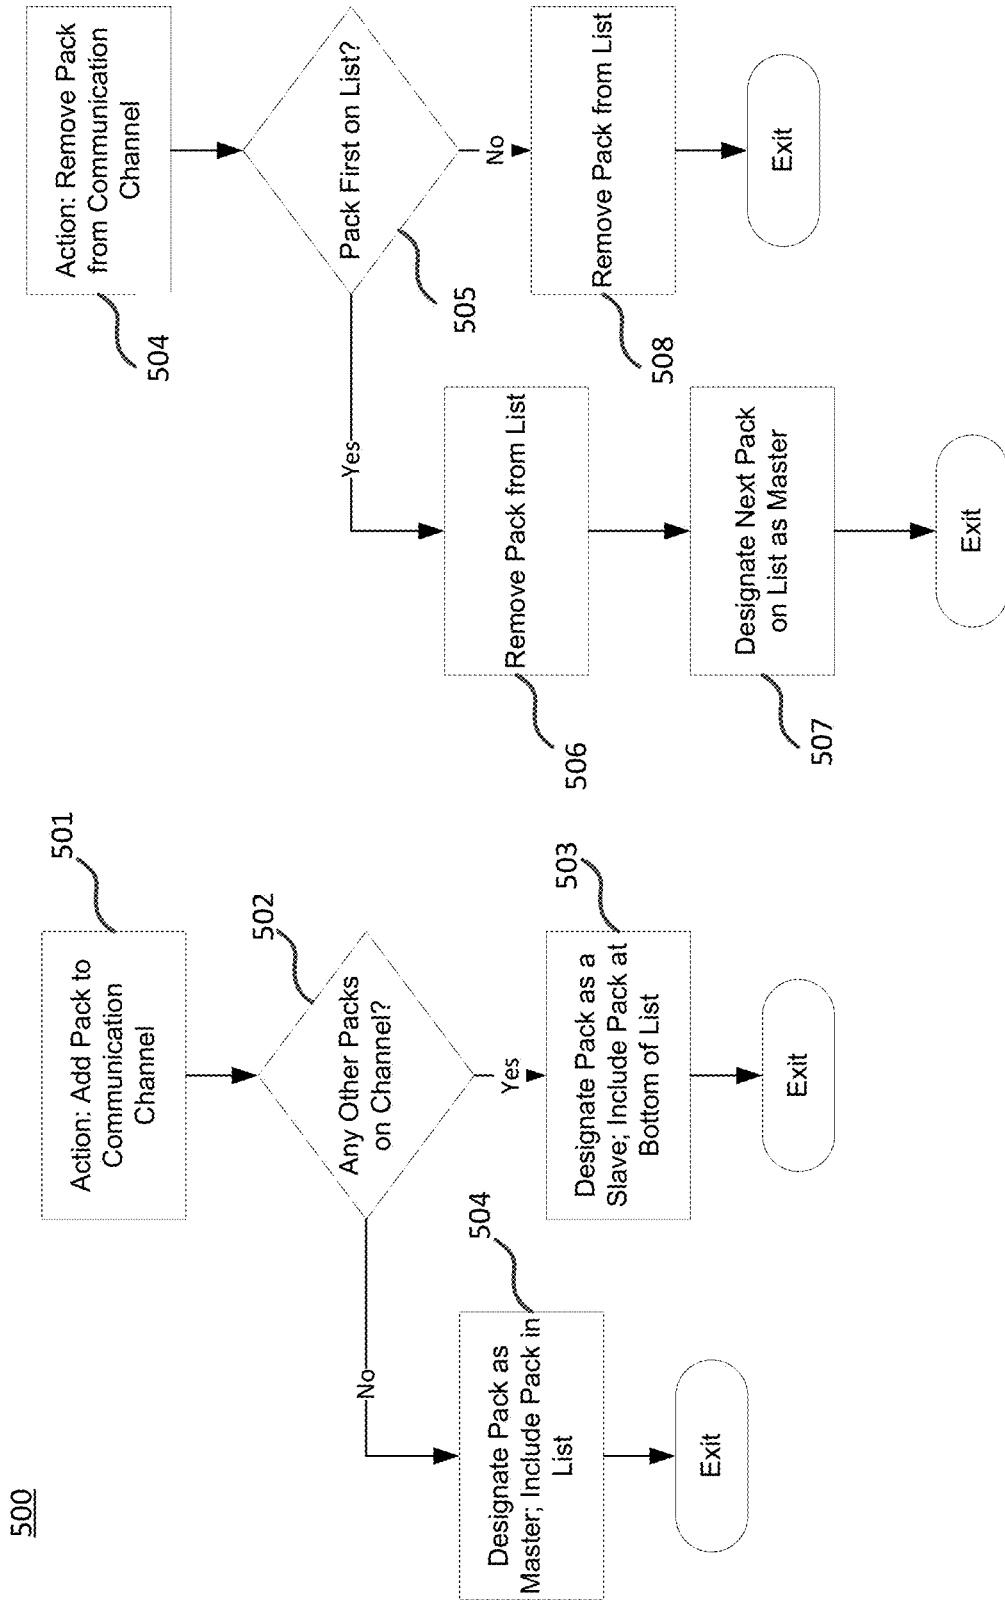 500
Action: Add Pack to
Communication
Channel
501
Any Other Packs
on Channel?
502
No
Yes
Designate Pack as
Master; Include Pack in
List
504
Exit
Designate Pack as a
Slave; Include Pack at
Bottom of List
503
Exit
Action: Remove Pack
from Communication
Channel
504
Pack First on List?
505
Yes
No
Remove Pack from List
506
Designate Next Pack
on List as Master
507
Exit
Remove Pack from List
508
Exit